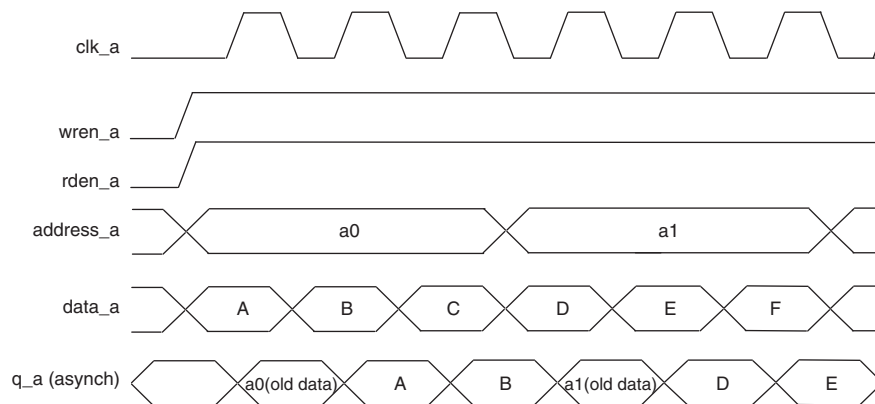 clk_a
wren_a
rden_a
address_a a0 a1
data_a A B C D E F
q_a (asynch) a0(old data) A B a1(old data) D E